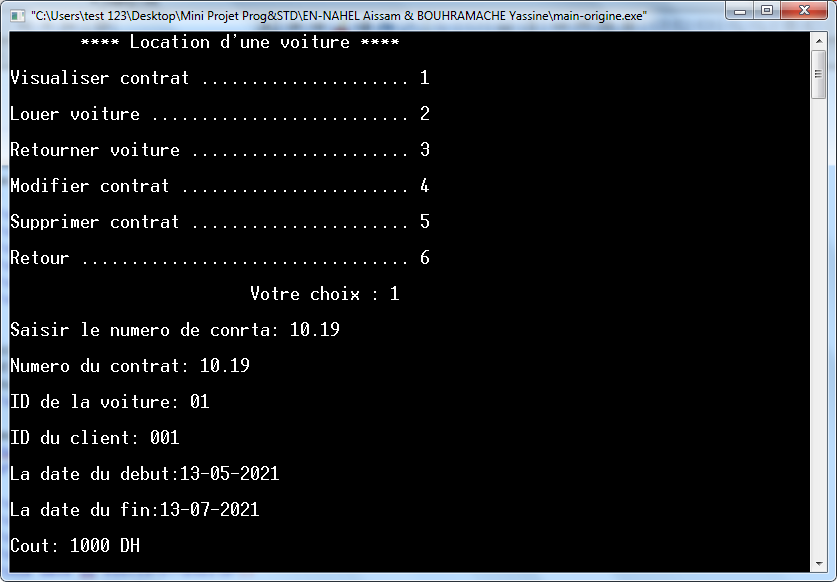 "C:\Users\test 123\Desktop\Mini Projet Prog&STD\EN-NAHEL Aissam & BOUHRAMACHE Yassine\main-origine.exe"
**** Location d'une voiture ****
Visualiser contrat ..................... 1
Louer voiture .......................... 2
Retourner voiture ...................... 3
Modifier contrat ....................... 4
Supprimer contrat ...................... 5
Retour ................................. 6
Votre choix : 1
Saisir le numero de conrta: 10.19
Numero du contrat: 10.19
ID de la voiture: 01
ID du client: 001
La date du debut:13-05-2021
La date du fin:13-07-2021
Cout: 1000 DH